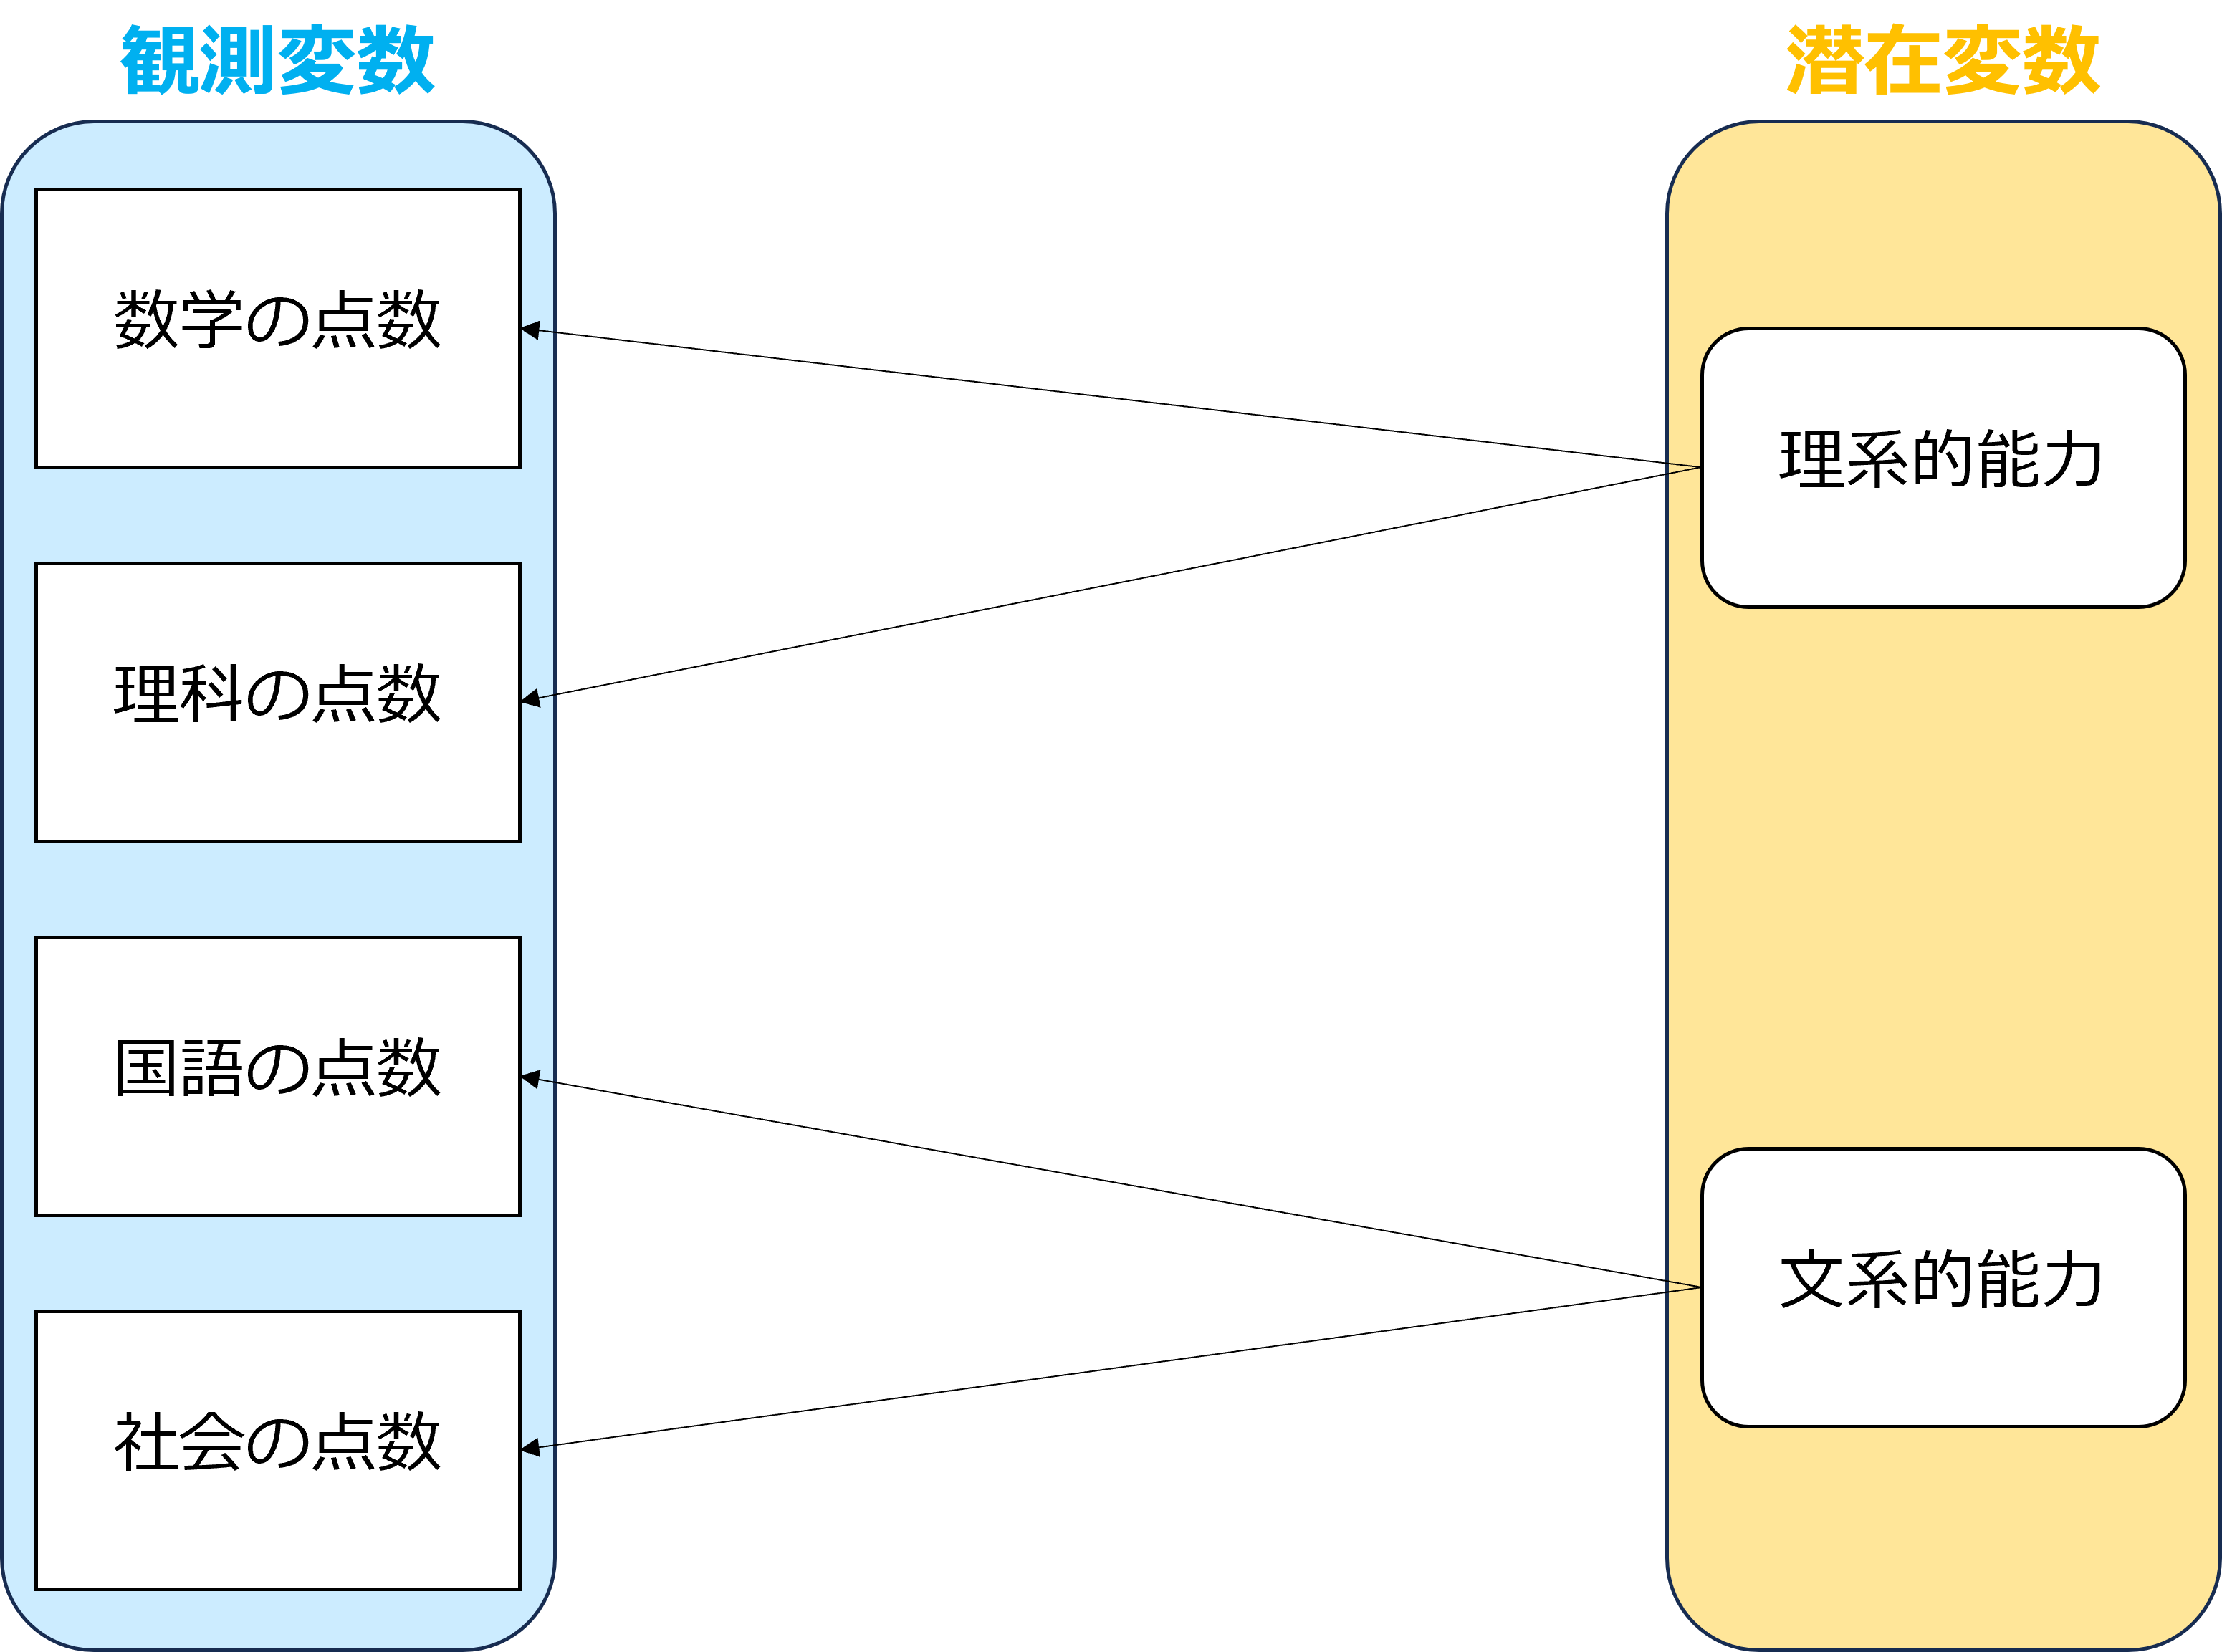 観測変数
潜在変数
数学の点数
理科の点数
国語の点数
社会の点数
理系的能力
文系的能力